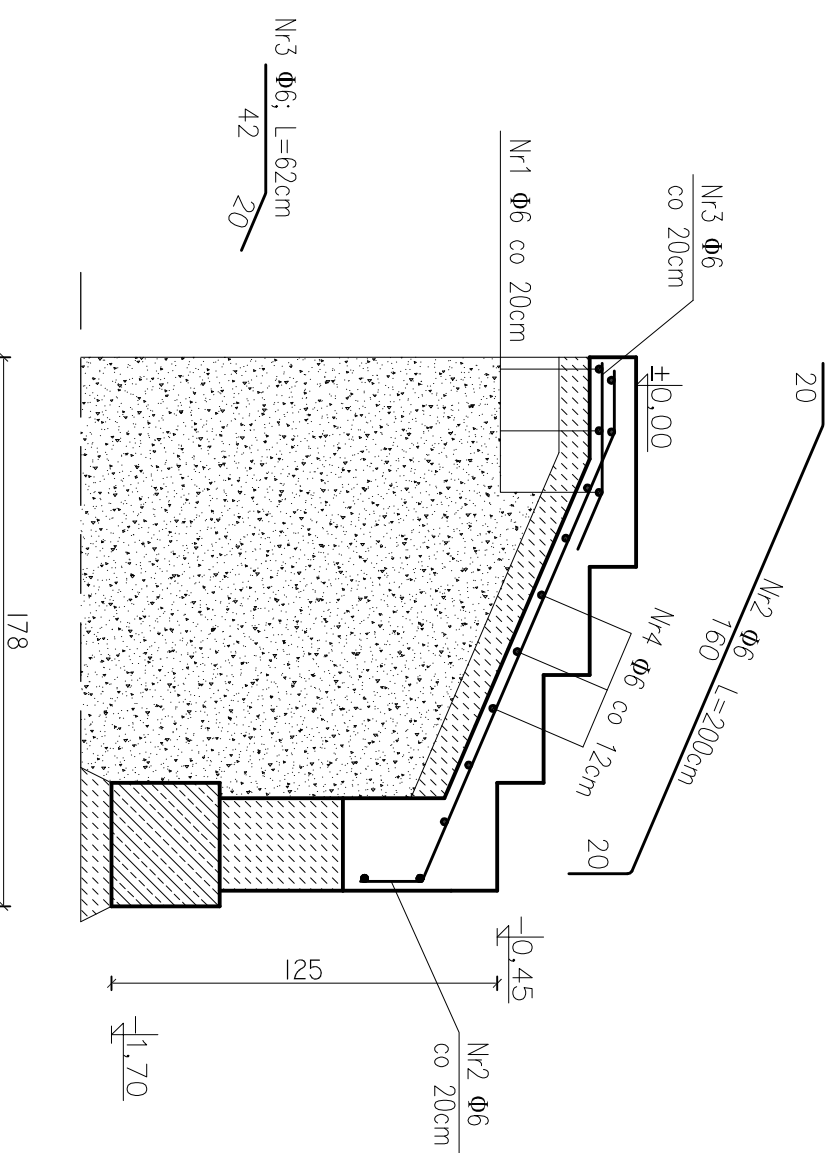 Nr3 Φ6; L=62cm
42
20
Nr1 Φ6 co 20cm
Nr3 Φ6
co 20cm
±0,00
20
Nr2 Φ6 L=200cm
160
20
Nr4 Φ6 co 12cm
178
125
-0,45
-1,70
Nr2 Φ6
co 20cm